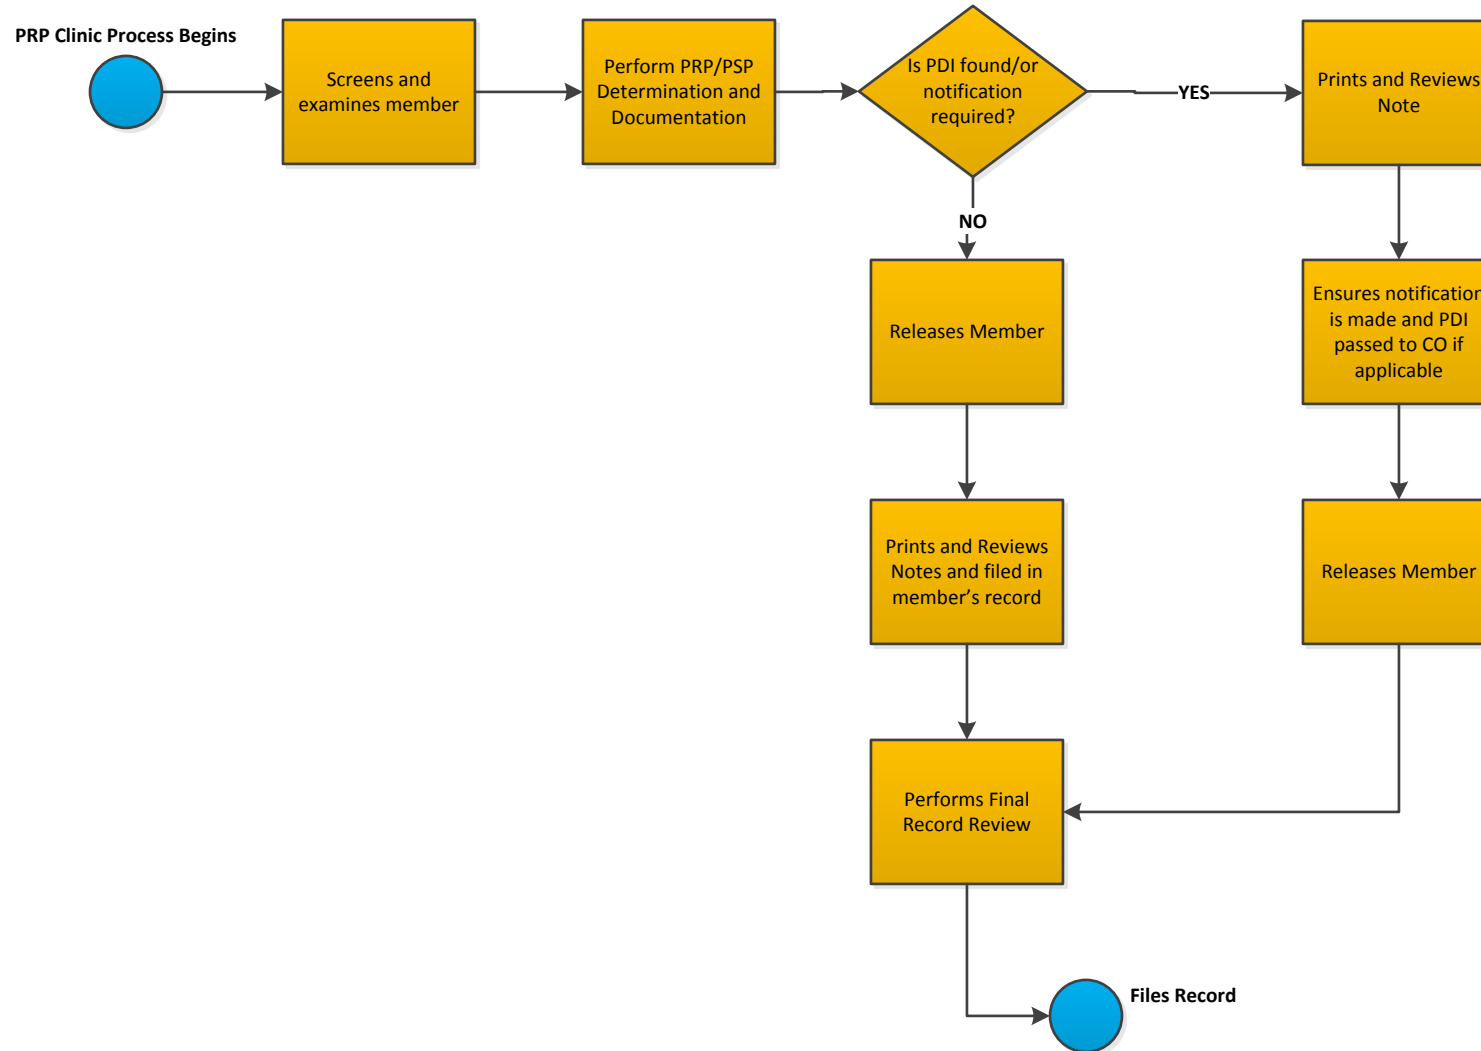 PRP Clinic Process Begins
Screens and
examines member
Perform PRP/PSP
Determination and
Documentation
Is PDI found/or
notification
required?
YES
Prints and Reviews
Note
NO
Releases Member
Ensures notification
is made and PDI
passed to CO if
applicable
Prints and Reviews
Notes and filed in
member’s record
Releases Member
Performs Final
Record Review
Files Record